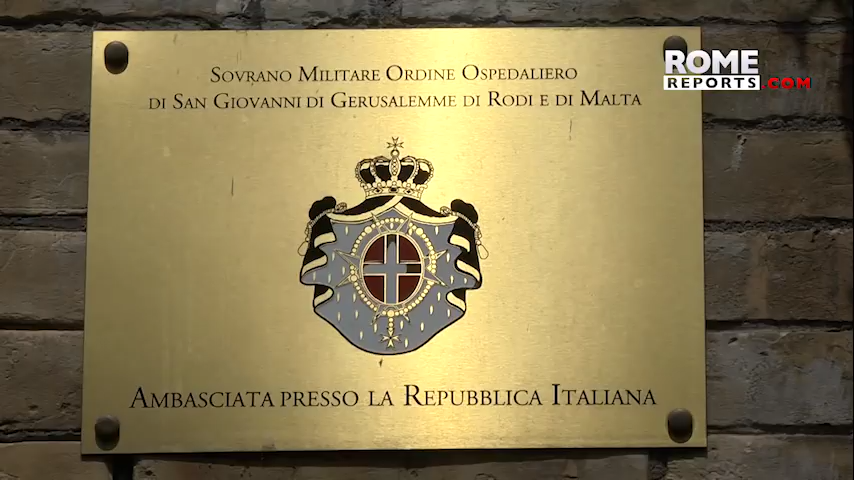 Sovrano Militare Ordine Ospedaliero
di San Giovanni di Gerusalemme di Rodi e di Malta
ROME
REPORTS.COM
Ambasciata presso la Repubblica Italiana